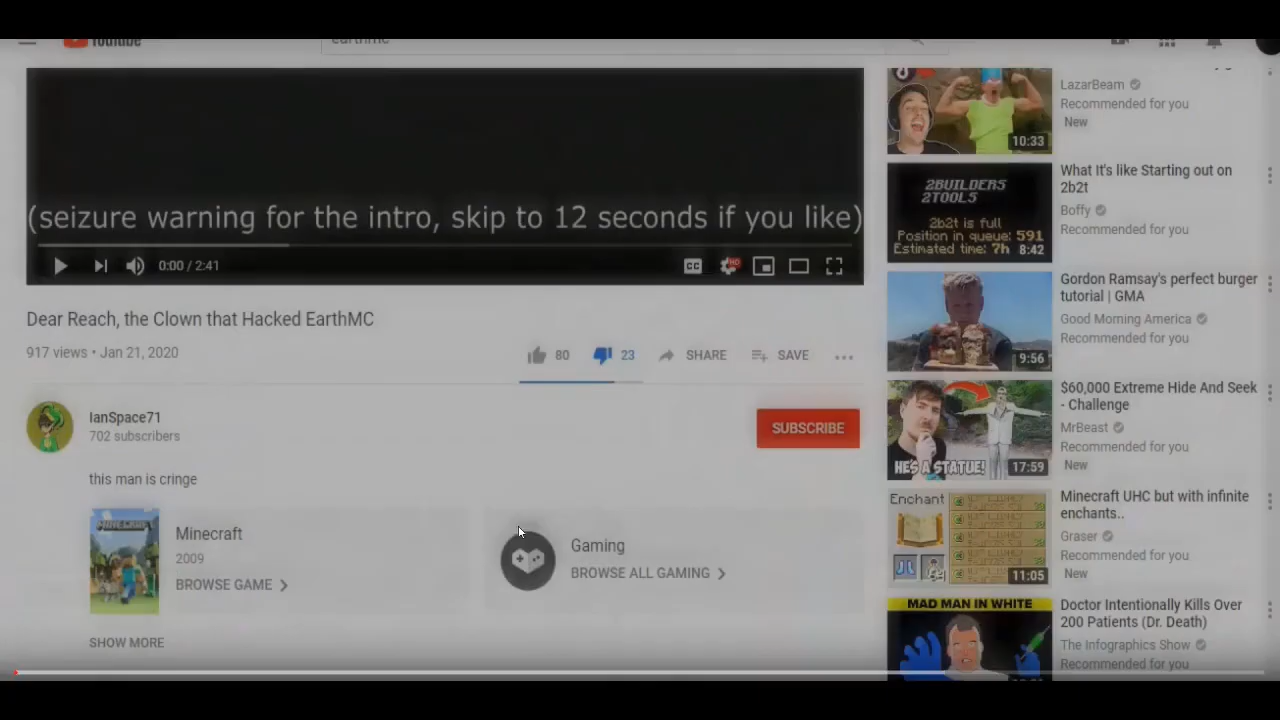 YouTube
earthmc
(seizure warning for the intro, skip to 12 seconds if you like)
0:00 / 2:41
CC
HD
Dear Reach, the Clown that Hacked EarthMC
917 views • Jan 21, 2020
80
23
SHARE
SAVE
IanSpace71
702 subscribers
SUBSCRIBE
this man is cringe
MINECRAFT
Minecraft
2009
BROWSE GAME
Gaming
BROWSE ALL GAMING
SHOW MORE
10:33
LazarBeam
Recommended for you
New
2BUILDERS
2TOOLS
2b2t is full
Position in queue: 591
Estimated time: 7h
8:42
What It's like Starting out on
2b2t
Boffy
Recommended for you
9:56
Gordon Ramsay's perfect burger
tutorial | GMA
Good Morning America
Recommended for you
HE'S A STATUE!
17:59
$60,000 Extreme Hide And Seek
- Challenge
MrBeast
Recommended for you
New
Enchant
11:05
Minecraft UHC but with infinite
enchants..
Graser
Recommended for you
New
MAD MAN IN WHITE
Doctor Intentionally Kills Over
200 Patients (Dr. Death)
The Infographics Show
Recommended for you